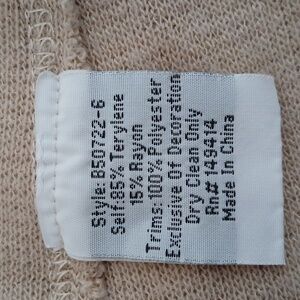 Style: B60722-6
Self:85% Terylene
15% Rayon
Trims:100% Polyester
Exclusive Of Decoration
Dry Clean Only
Rn# 149414
Made In China